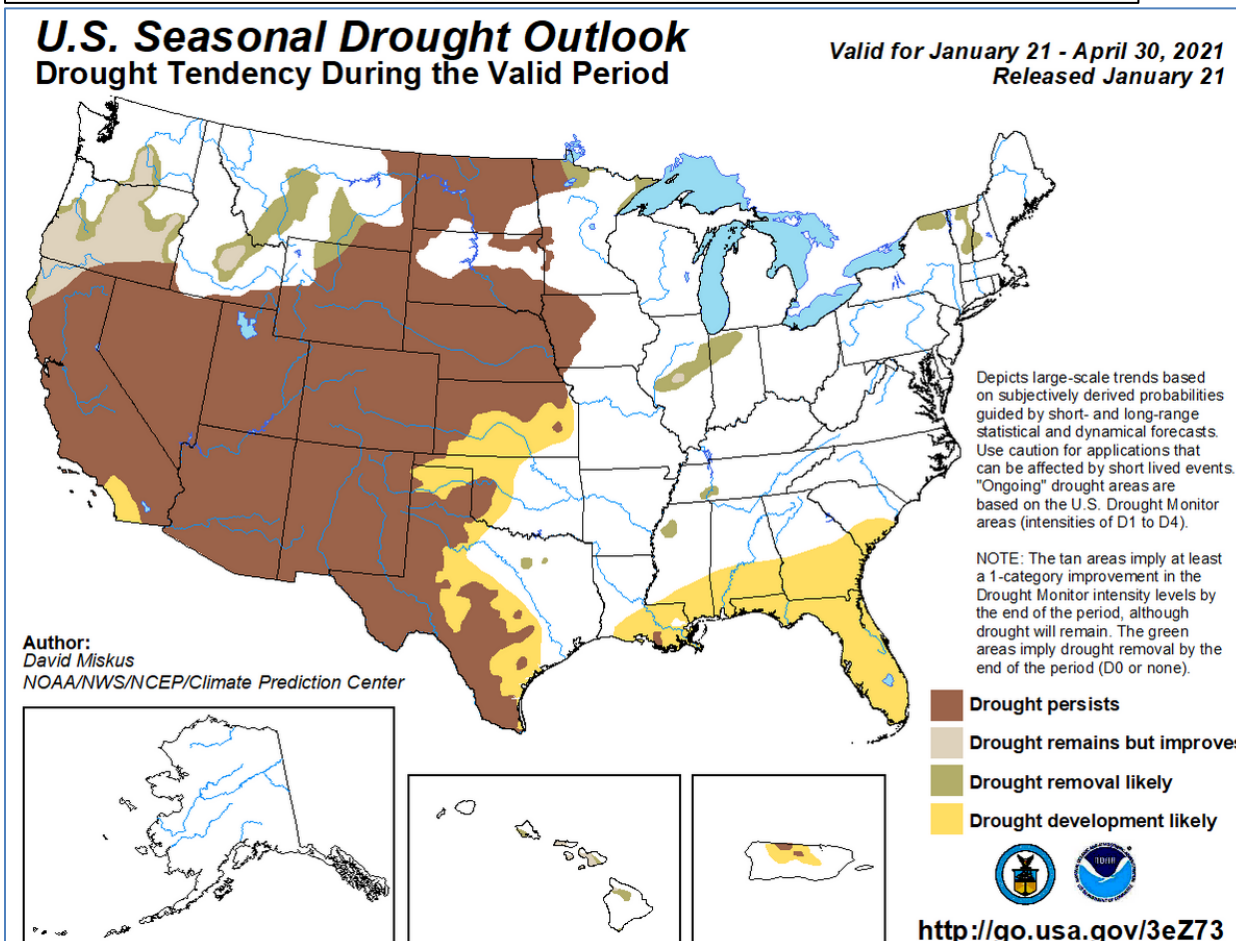 U.S. Seasonal Drought Outlook
Drought Tendency During the Valid Period
Valid for January 21 - April 30, 2021
Released January 21
Depicts large-scale trends based
on subjectively derived probabilities
guided by short- and long-range
statistical and dynamical forecasts.
Use caution for applications that
can be affected by short lived events.
"Ongoing" drought areas are
based on the U.S. Drought Monitor
areas (intensities of D1 to D4).
NOTE: The tan areas imply at least
a 1-category improvement in the
Drought Monitor intensity levels by
the end of the period, although
drought will remain. The green
areas imply drought removal by the
end of the period (D0 or none).
Author:
David Miskus
NOAA/NWS/NCEP/Climate Prediction Center
Drought persists
Drought remains but improves
Drought removal likely
Drought development likely
NOAA
http://go.usa.gov/3eZ73